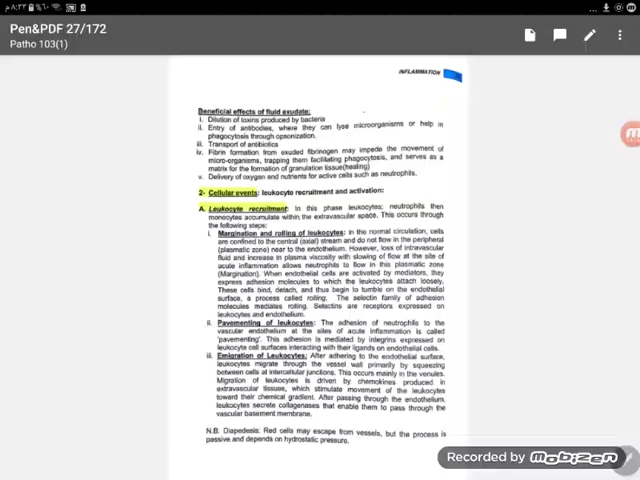 م ٨:٣٣ ٪٦٠
Pen&PDF 27/172
Patho 103(1)
INFLAMMATION
Beneficial effects of fluid exudate:
i. Dilution of toxins produced by bacteria
ii. Entry of antibodies, where they can lyse microorganisms or help in
phagocytosis through opsonization.
iii. Transport of antibiotics
iv. Fibrin formation from exuded fibrinogen may impede the movement of
micro-organisms, trapping them facilitating phagocytosis, and serves as a
matrix for the formation of granulation tissue(healing)
v. Delivery of oxygen and nutrients for active cells such as neutrophils.
2- Cellular events: leukocyte recruitment and activation:
A. Leukocyte recruitment: In this phase leukocytes; neutrophils then
monocytes accumulate within the extravascular space. This occurs through
the following steps:
i. Margination and rolling of leukocytes: In the normal circulation, cells
are confined to the central (axial) stream and do not flow in the peripheral
(plasmatic zone) near to the endothelium. However, loss of intravascular
fluid and increase in plasma viscosity with slowing of flow at the site of
acute inflammation allows neutrophils to flow in this plasmatic zone
(Margination). When endothelial cells are activated by mediators, they
express adhesion molecules to which the leukocytes attach loosely.
These cells bind, detach, and thus begin to tumble on the endothelial
surface, a process called rolling. The selectin family of adhesion
molecules mediates rolling. Selectins are receptors expressed on
leukocytes and endothelium.
ii. Pavementing of leukocytes: The adhesion of neutrophils to the
vascular endothelium at the sites of acute inflammation is called
'pavementing'. This adhesion is mediated by integrins expressed on
leukocyte cell surfaces interacting with their ligands on endothelial cells.
iii. Emigration of Leukocytes: After adhering to the endothelial surface,
leukocytes migrate through the vessel wall primarily by squeezing
between cells at intercellular junctions. This occurs mainly in the venules.
Migration of leukocytes is driven by chemokines produced in
extravascular tissues, which stimulate movement of the leukocytes
toward their chemical gradient. After passing through the endothelium,
leukocytes secrete collagenases that enable them to pass through the
vascular basement membrane.
N.B. Diapedesis: Red cells may escape from vessels, but the process is
passive and depends on hydrostatic pressure.
Recorded by MOBIZEN